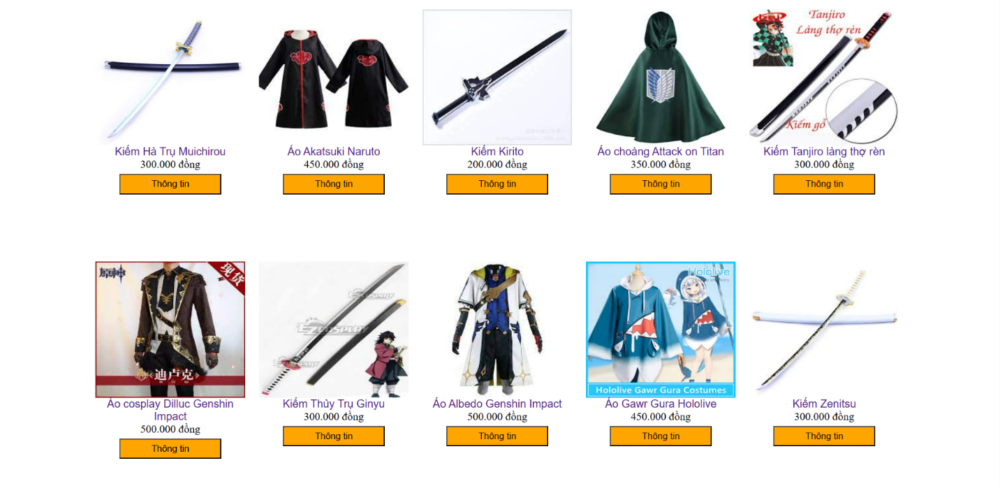 Tanjiro
Làng thợ rèn
Kiếm gỗ
Kiếm Hà Trụ Muichirou
Áo Akatsuki Naruto
Kiếm Kirito
Áo choàng Attack on Titan
Kiếm Tanjiro làng thợ rèn
300.000 đồng
450.000 đồng
200.000 đồng
350.000 đồng
300.000 đồng
Thông tin
Thông tin
Thông tin
Thông tin
Thông tin
原神
现货
迪卢克
EZCOSPLAY
Hololive
Hololive Gawr Gura Costumes
Áo cosplay Dilluc Genshin
Impact
Kiếm Thủy Trụ Ginyu
Áo Albedo Genshin Impact
Áo Gawr Gura Hololive
Kiếm Zenitsu
500.000 đồng
300.000 đồng
500.000 đồng
450.000 đồng
300.000 đồng
Thông tin
Thông tin
Thông tin
Thông tin
Thông tin